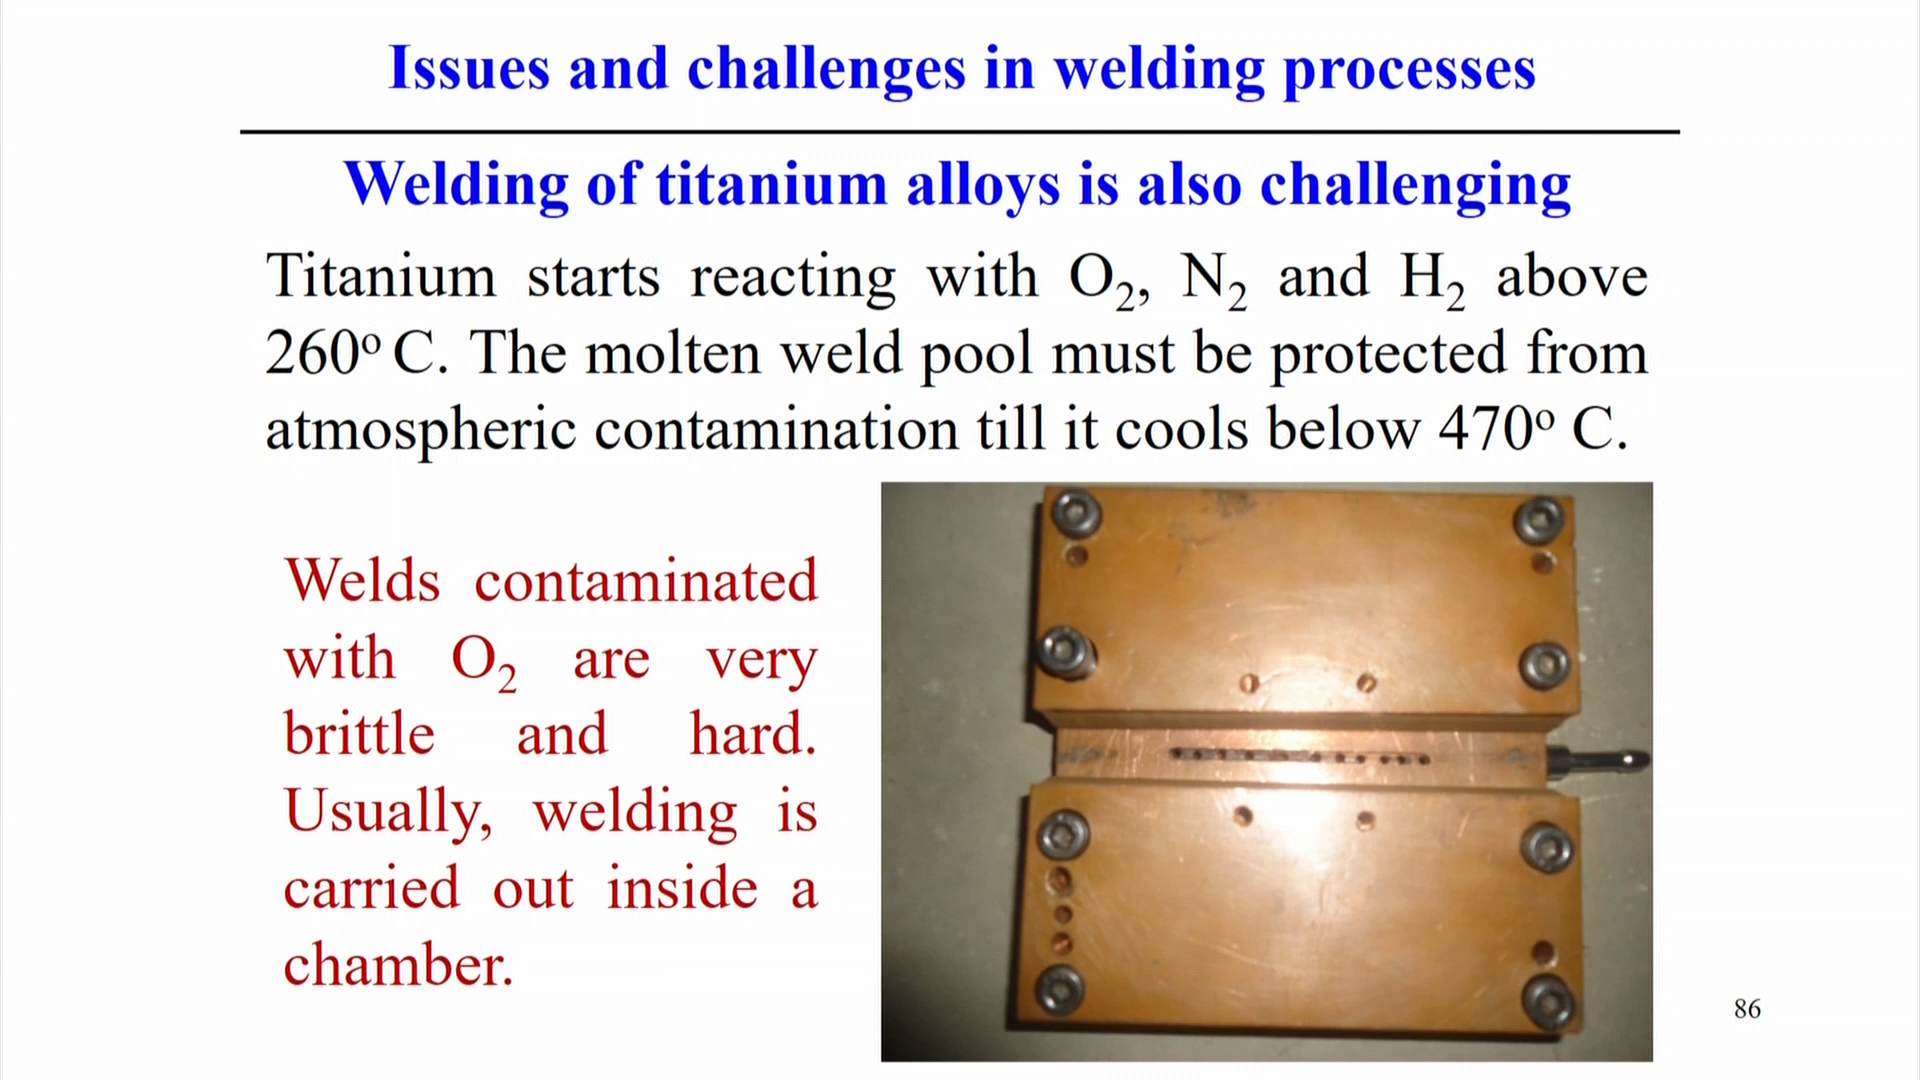 Issues and challenges in welding processes
Welding of titanium alloys is also challenging
Titanium starts reacting with O₂, N₂ and H₂ above
260º C. The molten weld pool must be protected from
atmospheric contamination till it cools below 470º C.
Welds contaminated
with O₂ are very
brittle and hard.
Usually, welding is
carried out inside a
chamber.
86